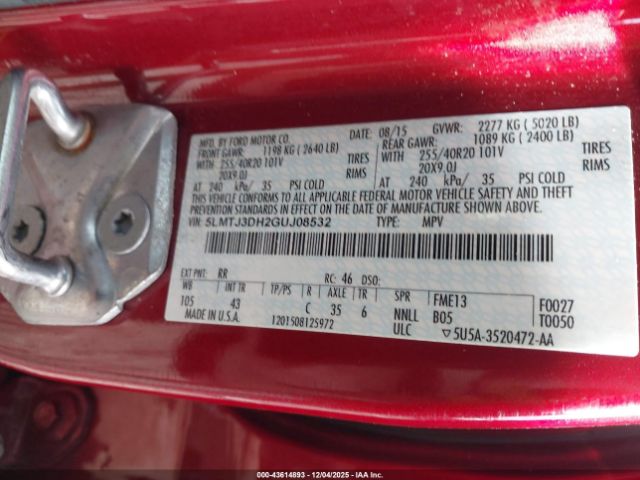 MFD. BY FORD MOTOR CO. DATE: 08/15 GVWR: 2277 KG ( 5020 LB)
FRONT GAWR: 1198 KG ( 2640 LB) REAR GAWR: 1089 KG ( 2400 LB)
WITH 255/40R20 101V TIRES WITH 255/40R20 101V TIRES
20X9.0J RIMS 20X9.0J RIMS
AT 240 kPa/ 35 PSI COLD AT 240 kPa/ 35 PSI COLD
THIS VEHICLE CONFORMS TO ALL APPLICABLE FEDERAL MOTOR VEHICLE SAFETY AND THEFT
PREVENTION STANDARDS IN EFFECT ON THE DATE OF MANUFACTURE SHOWN ABOVE.
VIN: 5LMTJ3DH2GUJ08532 TYPE: MPV
EXT PNT: RR RC: 46 DSO:
WB INT TR TP/PS R AXLE TR SPR FME13 F0027
105 43 C 35 6 NNLL B05 T0050
MADE IN U.S.A. 1201508125972 ULC ▽5U5A-3520472-AA
000-43614893 - 12/04/2025 - IAA Inc.